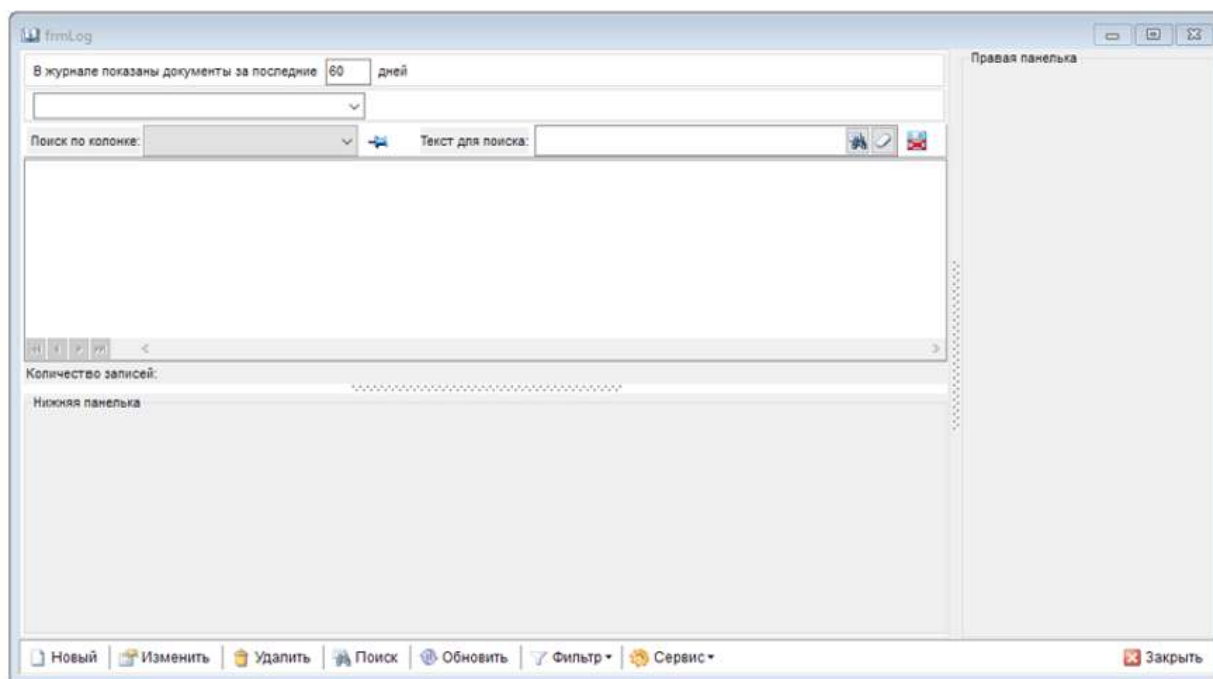 frmLog
В журнале показаны документы за последние 60 дней
Правая панелька
Поиск по колонке: Текст для поиска:
Количество записей:
Нижняя панелька
Новый Изменить Удалить Поиск Обновить Фильтр Сервис Закрыть